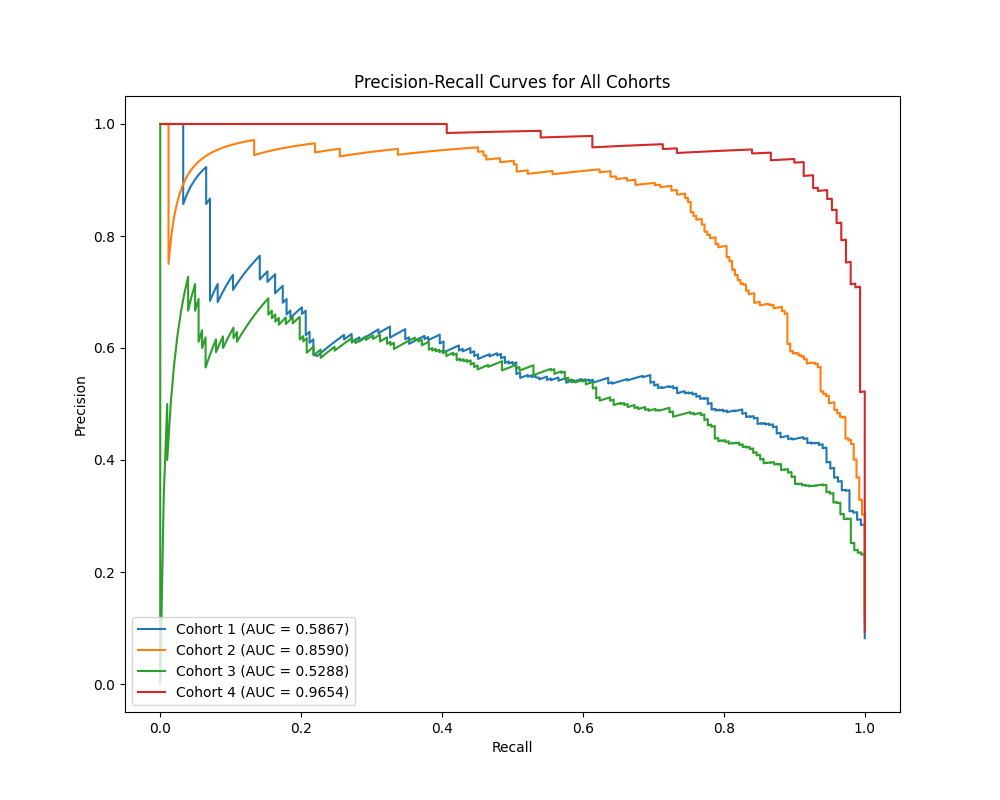 Precision-Recall Curves for All Cohorts
1.0
0.8
0.6
0.4
0.2
0.0
Precision
Cohort 1 (AUC = 0.5867)
Cohort 2 (AUC = 0.8590)
Cohort 3 (AUC = 0.5288)
Cohort 4 (AUC = 0.9654)
0.0 0.2 0.4 0.6 0.8 1.0
Recall